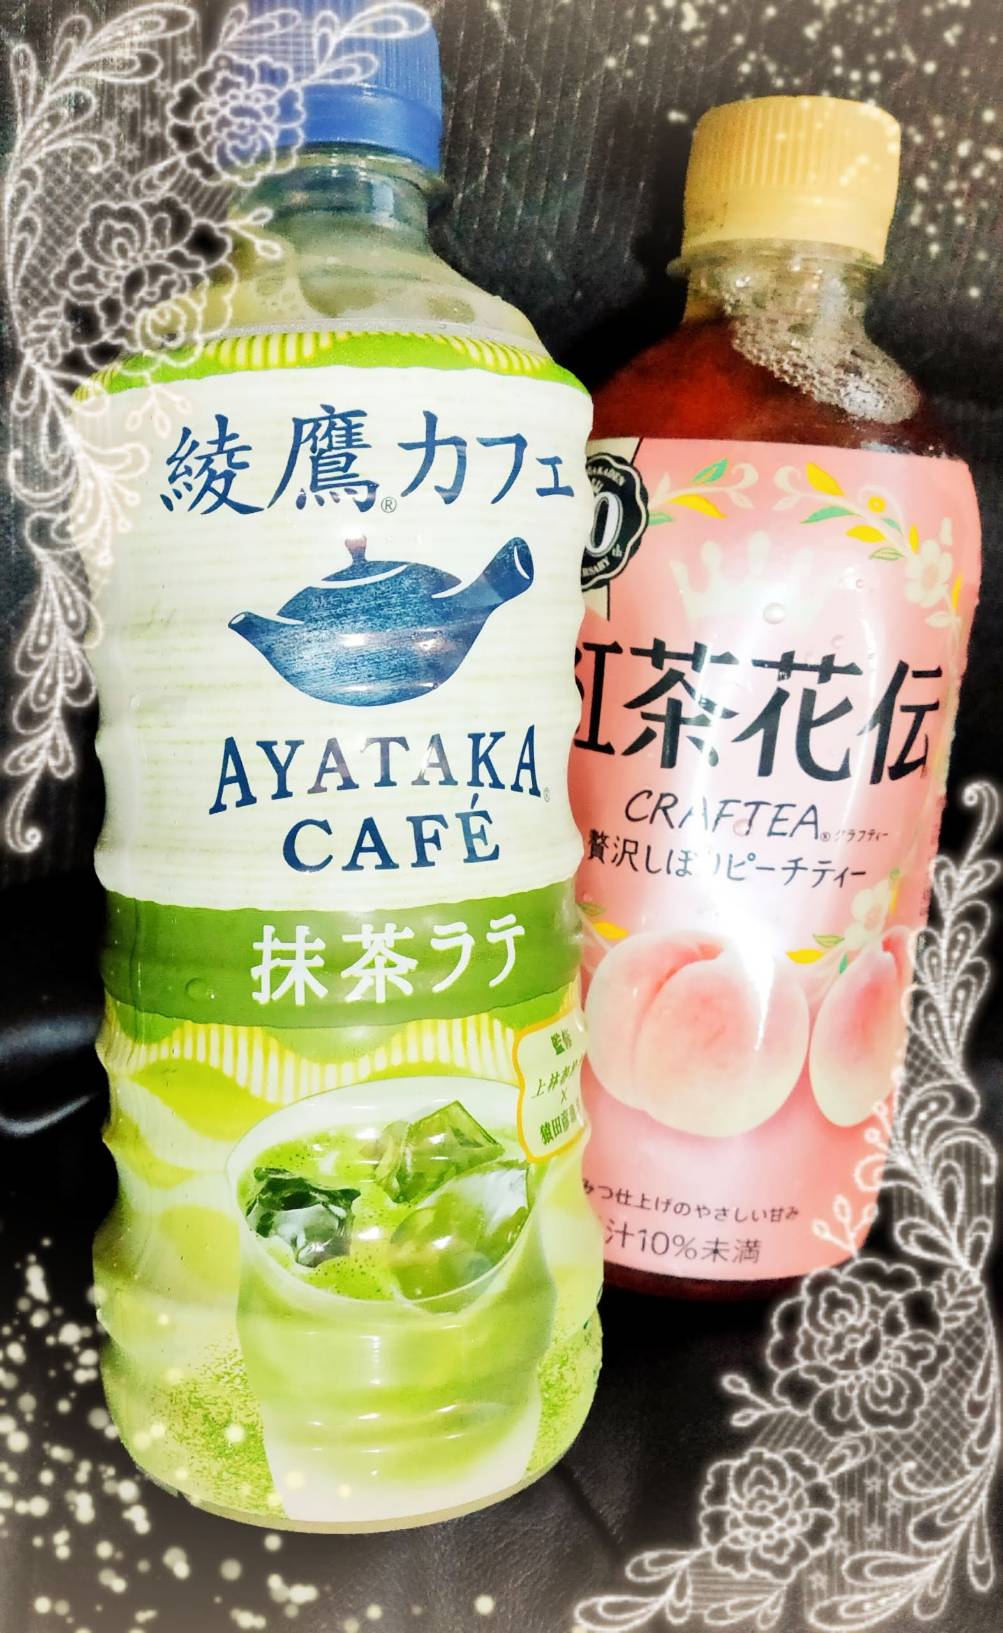 綾鷹®カフェ
AYATAKA®
CAFÉ
抹茶ラテ
監修
×
茶花伝
CRAFTEA® クラフティー
贅沢しぼりピーチティー
つ仕上げのやさしい甘み
汁10%未満